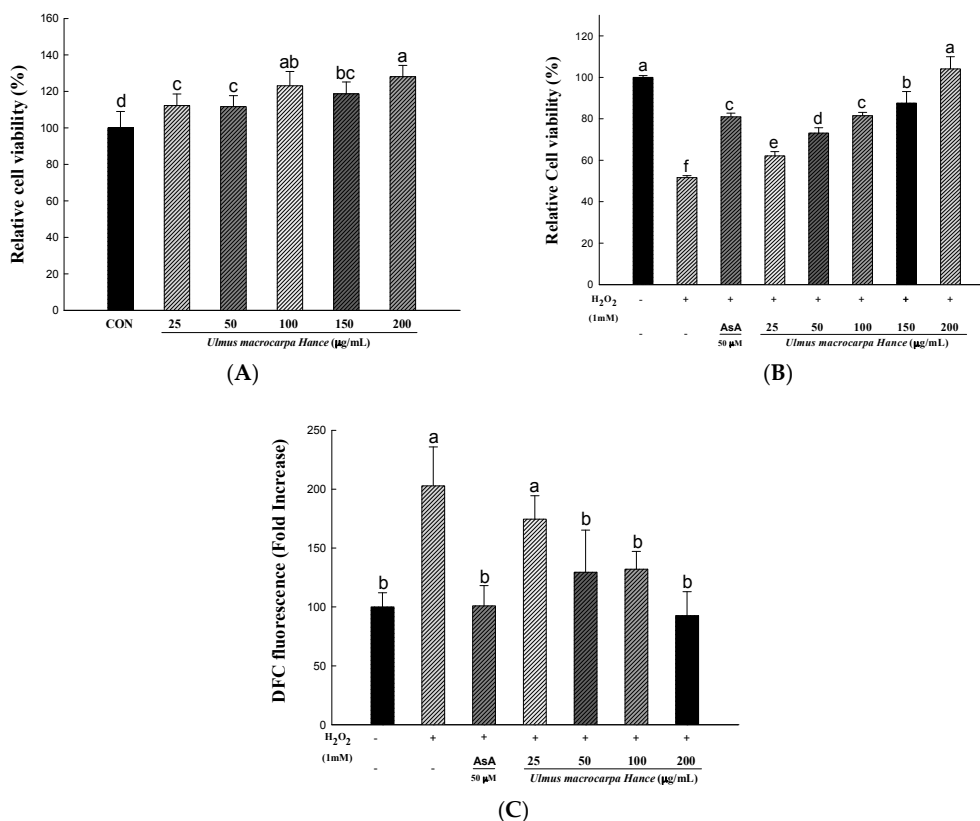 160
140
120
100
80
60
40
20
0
Relative cell viability (%)
d
c
c
ab
bc
a
CON 25 50 100 150 200
Ulmus macrocarpa Hance (μg/mL)
(A)
120
100
80
60
40
20
0
Relative Cell viability (%)
a
f
c
e
d
c
b
a
H₂O₂ - + + + + + + +
(1mM)
- - AsA 25 50 100 150 200
50 μM Ulmus macrocarpa Hance (μg/mL)
(B)
250
200
150
100
50
0
DFC fluorescence (Fold Increase)
b
a
b
a
b
b
b
H₂O₂ - + + + + + +
(1mM)
- - AsA 25 50 100 200
50 μM Ulmus macrocarpa Hance (μg/mL)
(C)